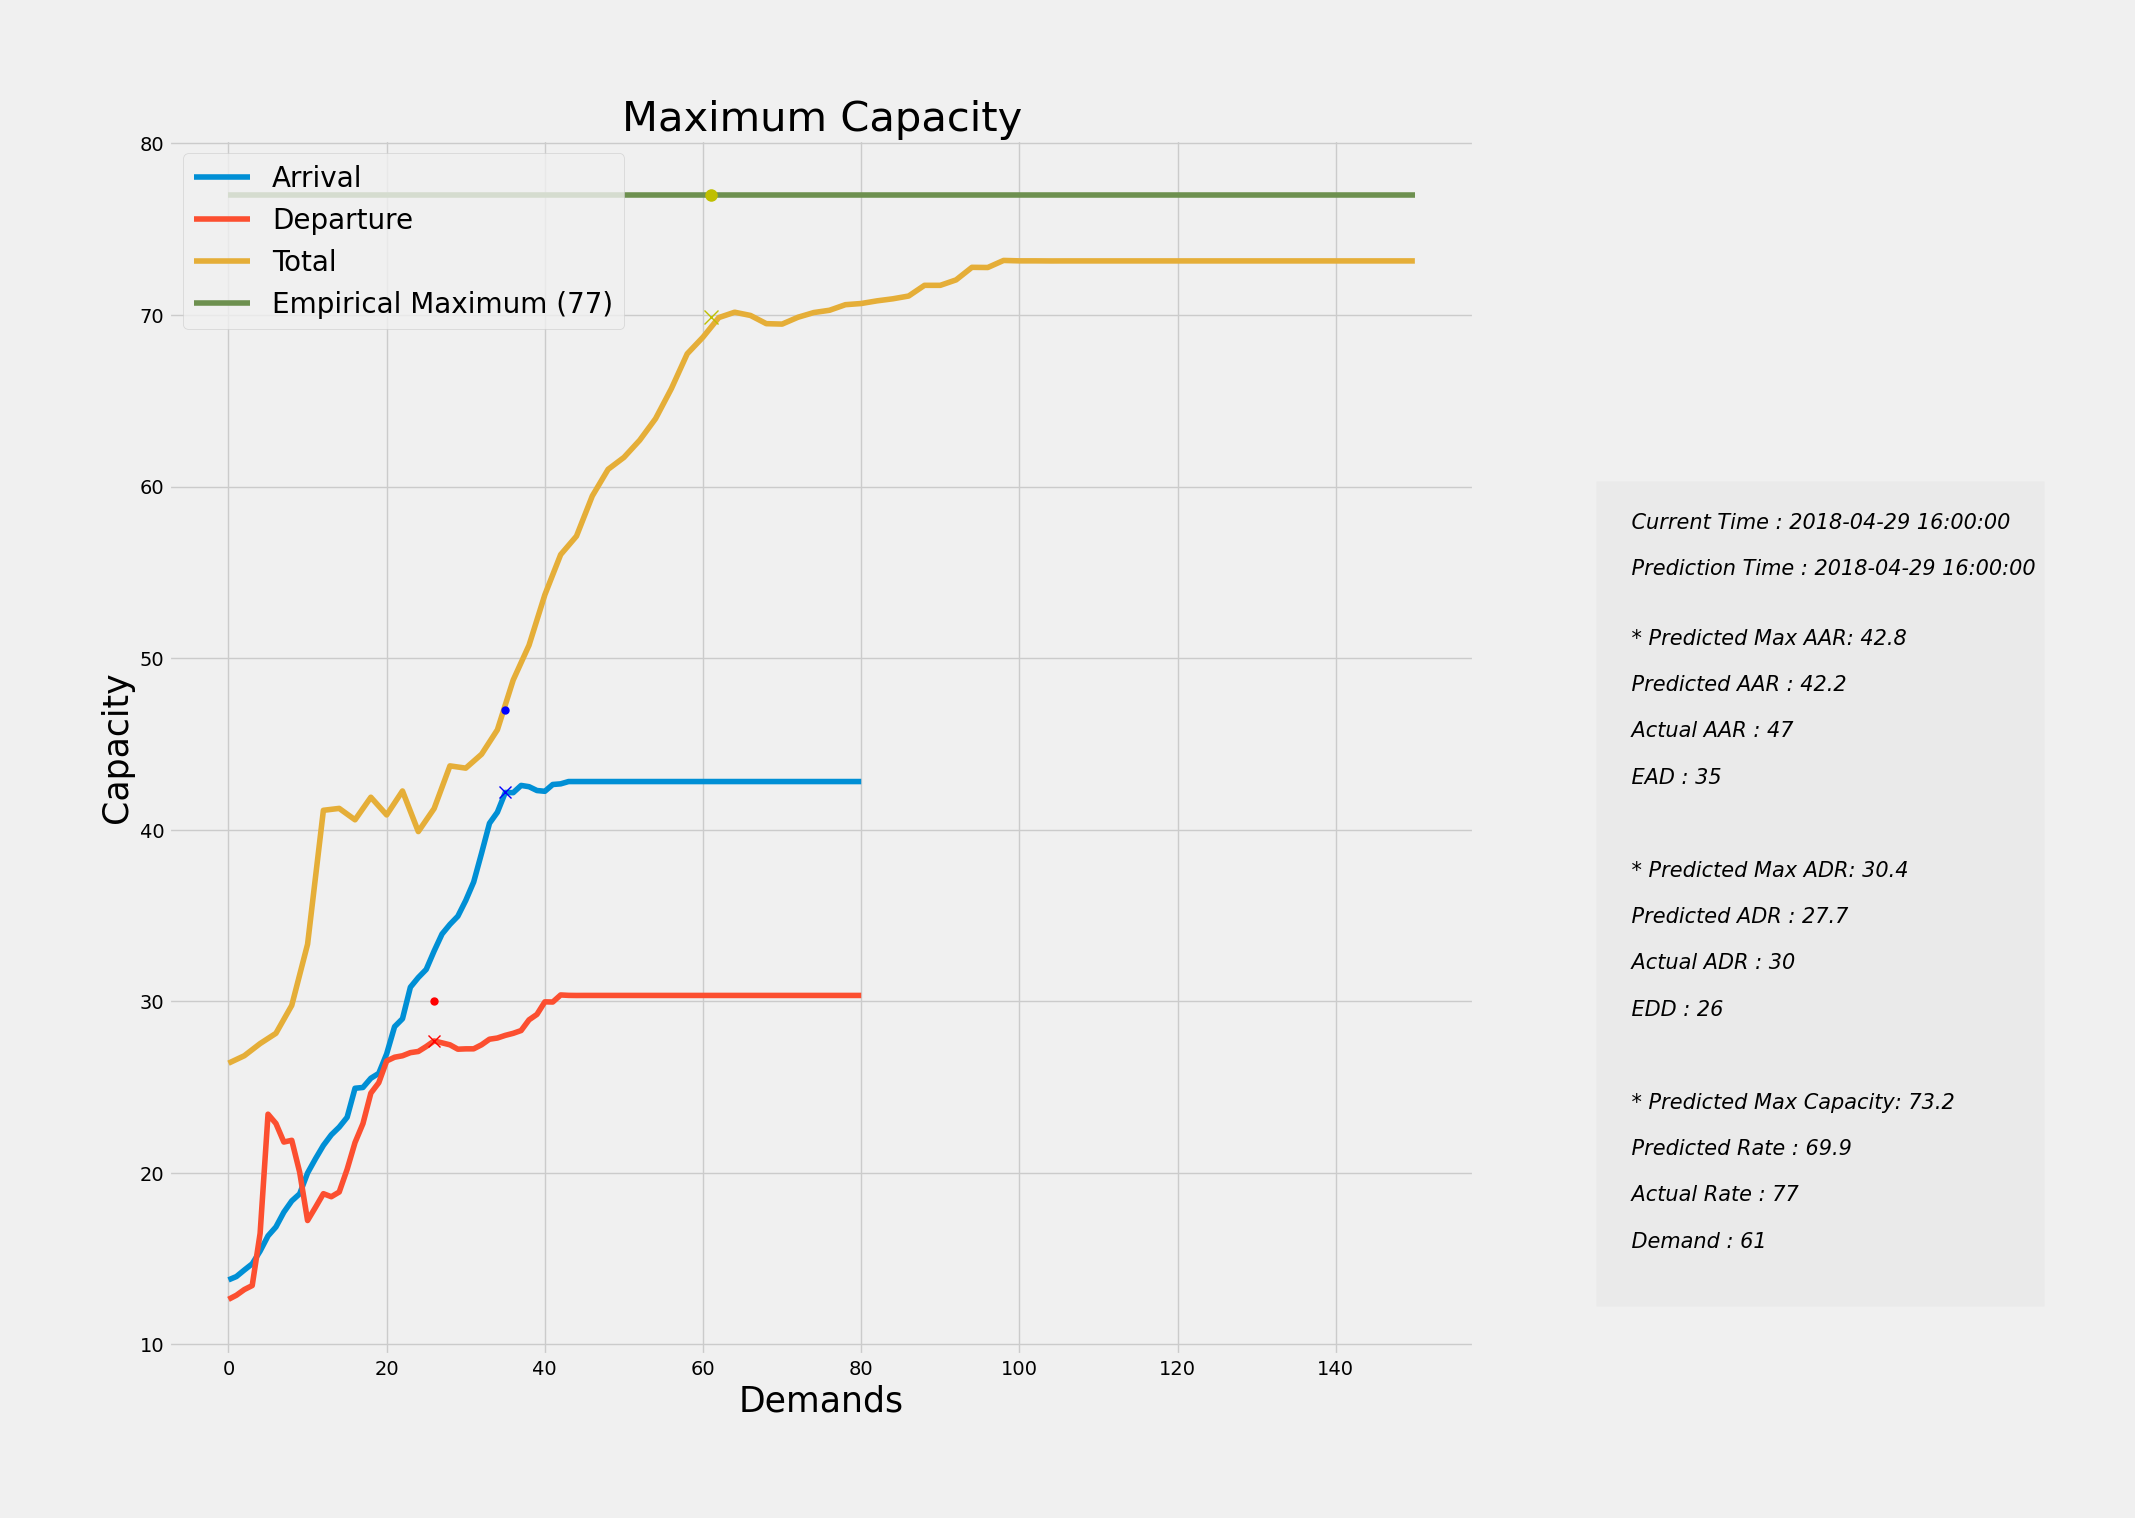 Maximum Capacity
80
70
60
50
40
30
20
10
Capacity
Arrival
Departure
Total
Empirical Maximum (77)
0 20 40 60 80 100 120 140
Demands
Current Time : 2018-04-29 16:00:00
Prediction Time : 2018-04-29 16:00:00
* Predicted Max AAR: 42.8
Predicted AAR : 42.2
Actual AAR : 47
EAD : 35
* Predicted Max ADR: 30.4
Predicted ADR : 27.7
Actual ADR : 30
EDD : 26
* Predicted Max Capacity: 73.2
Predicted Rate : 69.9
Actual Rate : 77
Demand : 61